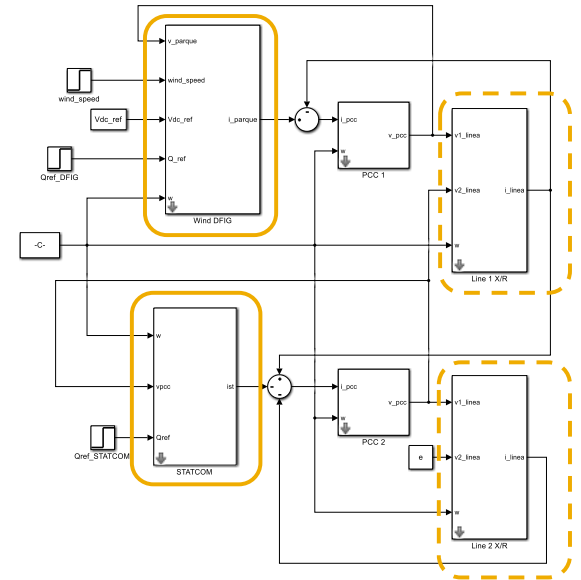 v_parque
wind_speed
Vdc_ref
Q_ref
w
i_parque
Wind DFIG
wind_speed
Vdc_ref
Qref_DFIG
-C-
-
+
i_pcc
w
v_pcc
PCC 1
v1_linea
v2_linea
w
i_linea
Line 1 X/R
w
vpcc
Qref
ist
STATCOM
Qref_STATCOM
+
-
-
i_pcc
w
v_pcc
PCC 2
e
v1_linea
v2_linea
w
i_linea
Line 2 X/R